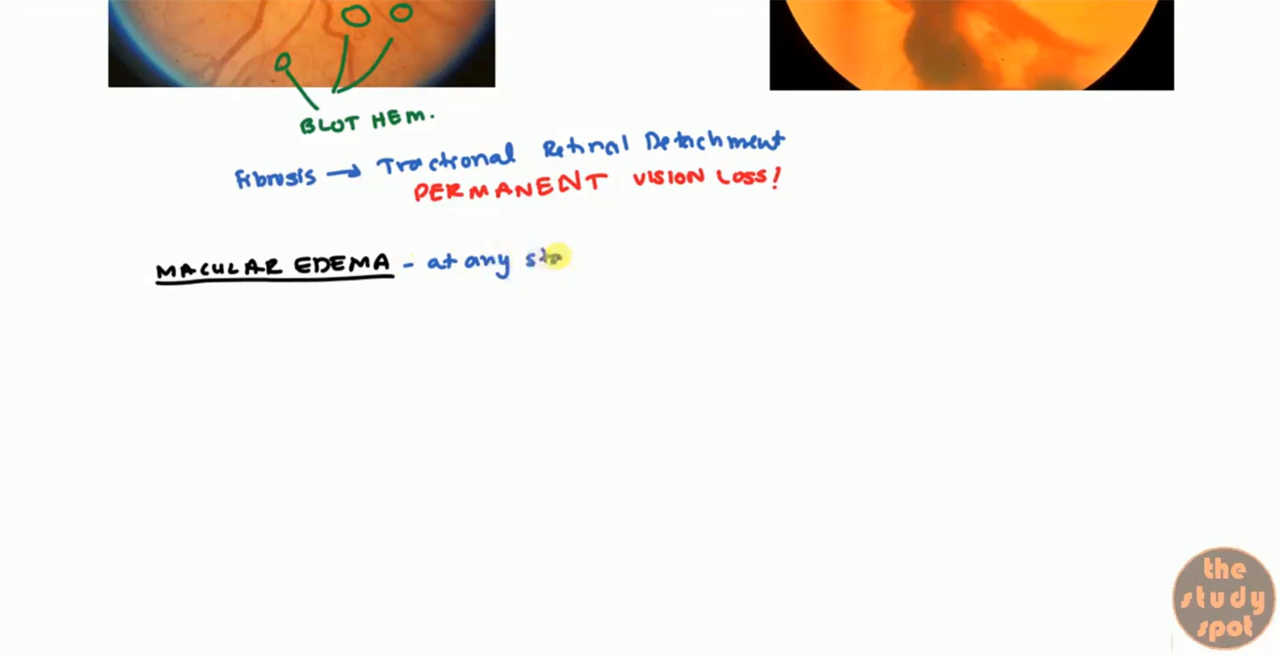 BLOT HEM.
Fibrosis → Tractional Retinal Detachment
PERMANENT VISION LOSS!
MACULAR EDEMA - at any
the
study
spot